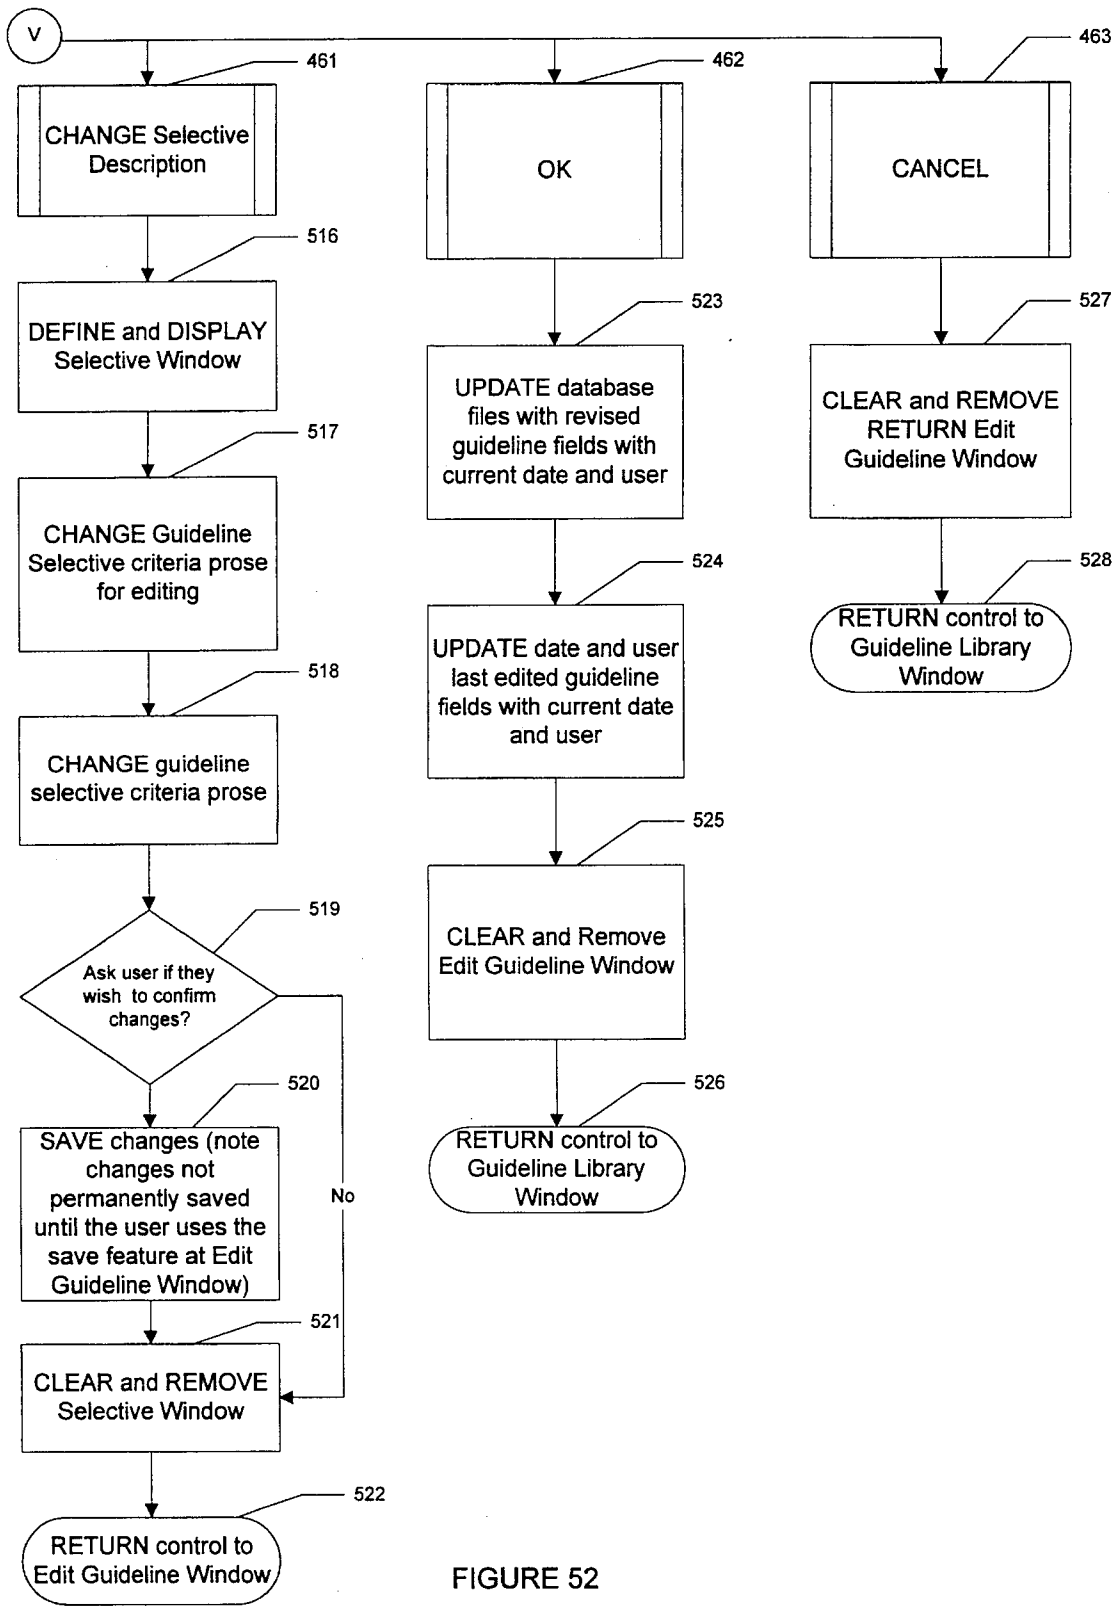 V
461
CHANGE Selective
Description
516
DEFINE and DISPLAY
Selective Window
517
CHANGE Guideline
Selective criteria prose
for editing
518
CHANGE guideline
selective criteria prose
519
Ask user if they
wish to confirm
changes?
No
520
SAVE changes (note
changes not
permanently saved
until the user uses the
save feature at Edit
Guideline Window)
521
CLEAR and REMOVE
Selective Window
522
RETURN control to
Edit Guideline Window
462
OK
523
UPDATE database
files with revised
guideline fields with
current date and user
524
UPDATE date and user
last edited guideline
fields with current date
and user
525
CLEAR and Remove
Edit Guideline Window
526
RETURN control to
Guideline Library
Window
463
CANCEL
527
CLEAR and REMOVE
RETURN Edit
Guideline Window
528
RETURN control to
Guideline Library
Window
FIGURE 52